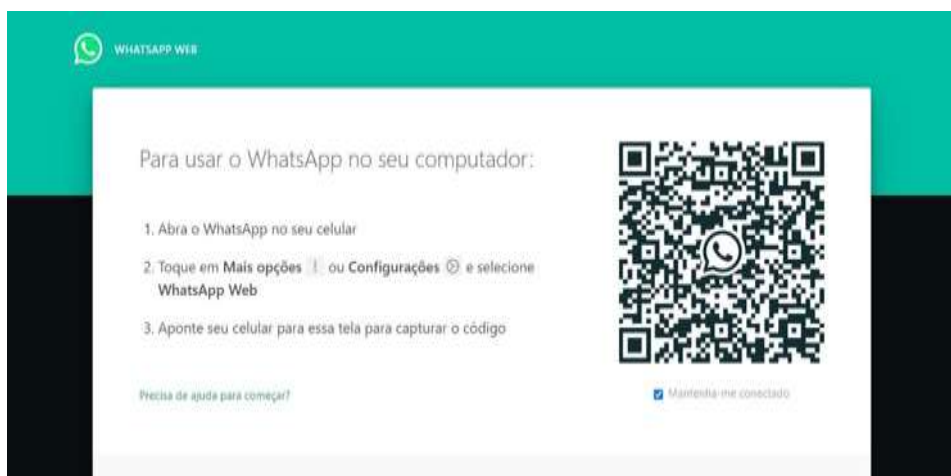 WHATSAPP WEB
Para usar o WhatsApp no seu computador:
1. Abra o WhatsApp no seu celular
2. Toque em Mais opções ou Configurações e selecione
WhatsApp Web
3. Aponte seu celular para essa tela para capturar o código
Precisa de ajuda para começar?
Mantenha-me conectado